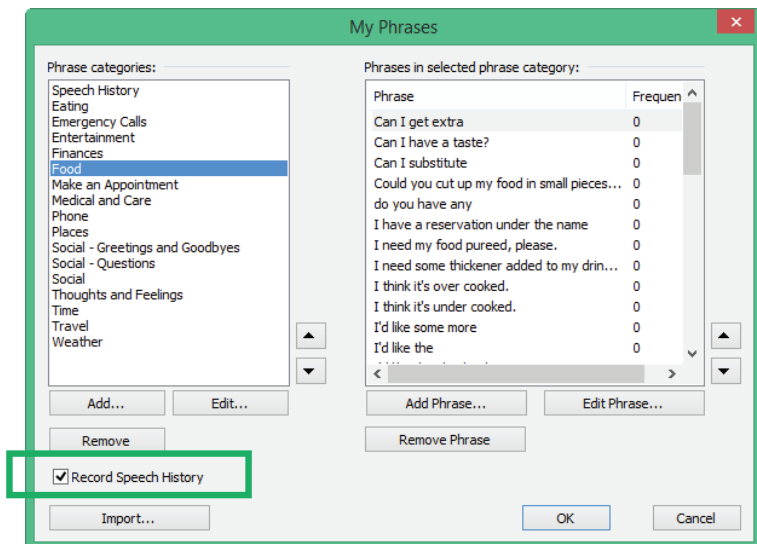 My Phrases
Phrase categories:
Speech History
Eating
Emergency Calls
Entertainment
Finances
Food
Make an Appointment
Medical and Care
Phone
Places
Social - Greetings and Goodbyes
Social - Questions
Social
Thoughts and Feelings
Time
Travel
Weather
Add...
Edit...
Remove
Record Speech History
Import...
Phrases in selected phrase category:
Phrase Frequen
Can I get extra 0
Can I have a taste? 0
Can I substitute 0
Could you cut up my food in small pieces... 0
do you have any 0
I have a reservation under the name 0
I need my food pureed, please. 0
I need some thickener added to my drin... 0
I think it's over cooked. 0
I think it's under cooked. 0
I'd like some more 0
I'd like the 0
Add Phrase...
Edit Phrase...
Remove Phrase
OK
Cancel